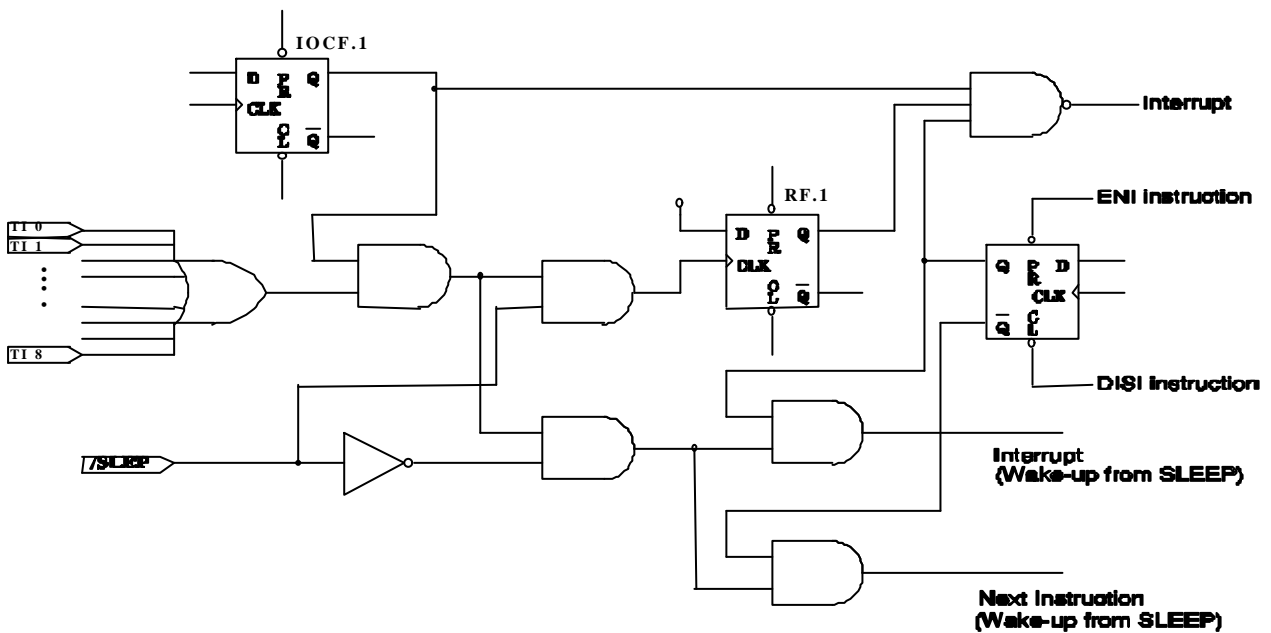 IOCF.1
D PR Q
CLK
CL Q
Interrupt
RF.1
ENI instruction
TI 0
TI 1
D PR Q
CLK
CL Q
Q PR D
CLK
Q CL
TI 8
DISI instruction
/SLEP
Interrupt
(Wake-up from SLEEP)
Next Instruction
(Wake-up from SLEEP)